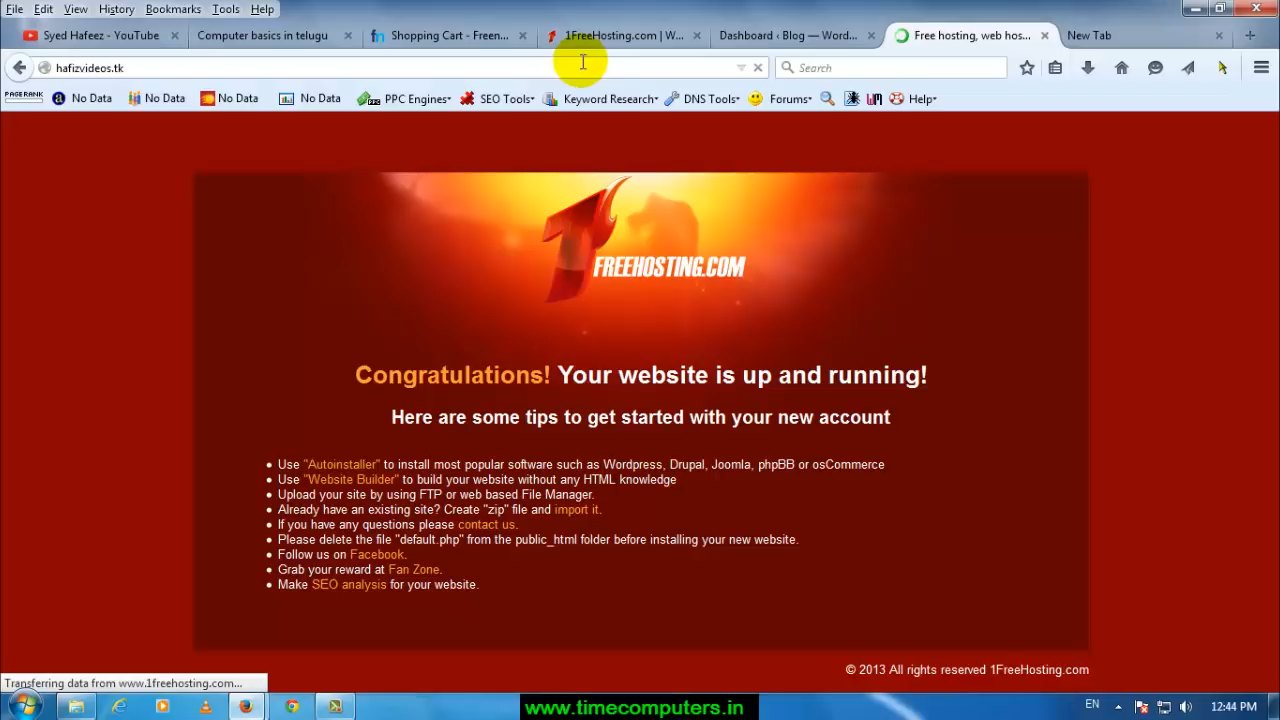 File Edit View History Bookmarks Tools Help
Syed Hafeez - YouTube
Computer basics in telugu
Shopping Cart - Freen...
1FreeHosting.com | W...
Dashboard ‹ Blog — Word...
Free hosting, web hos...
New Tab
hafizvideos.tk
Search
PAGERANK No Data No Data No Data No Data PPC Engines SEO Tools Keyword Research DNS Tools Forums Help
1FREEHOSTING.COM
Congratulations! Your website is up and running!
Here are some tips to get started with your new account
Use "Autoinstaller" to install most popular software such as Wordpress, Drupal, Joomla, phpBB or osCommerce
Use "Website Builder" to build your website without any HTML knowledge
Upload your site by using FTP or web based File Manager.
Already have an existing site? Create "zip" file and import it.
If you have any questions please contact us.
Please delete the file "default.php" from the public_html folder before installing your new website.
Follow us on Facebook.
Grab your reward at Fan Zone.
Make SEO analysis for your website.
© 2013 All rights reserved 1FreeHosting.com
Transferring data from www.1freehosting.com...
www.timecomputers.in
EN
12:44 PM